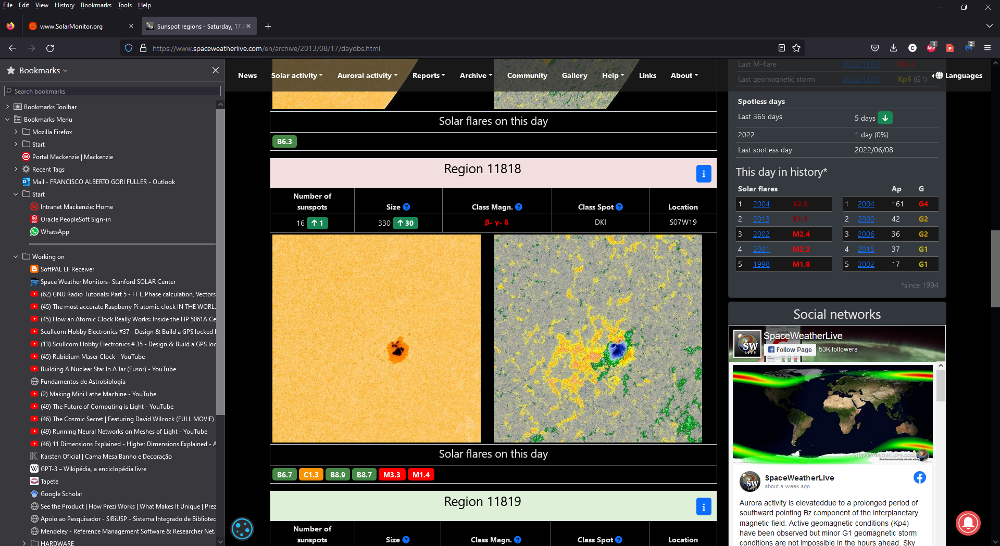 File Edit View History Bookmarks Tools Help
www.SolarMonitor.org
Sunspot regions - Saturday, 17 A
https://www.spaceweatherlive.com/en/archive/2013/08/17/dayobs.html
C
1
ABP
P
2
Bookmarks
Search bookmarks
Bookmarks Toolbar
Bookmarks Menu
Mozilla Firefox
Start
Portal Mackenzie | Mackenzie
Recent Tags
Mail - FRANCISCO ALBERTO GORI FULLER - Outlook
Start
Intranet Mackenzie: Home
Oracle PeopleSoft Sign-in
WhatsApp
Working on
SoftPAL LF Receiver
Space Weather Monitors- Stanford SOLAR Center
(62) GNU Radio Tutorials: Part 5 - FFT, Phase calculation, Vectors
(45) The most accurate Raspberry Pi atomic clock IN THE WORL.
(45) How an Atomic Clock Really Works: Inside the HP 5061A Ce
Scullcom Hobby Electronics #37 - Design & Build a GPS locked F
(13) Scullcom Hobby Electronics # 35 - Design & Build a GPS loc
(45) Rubidium Maser Clock - YouTube
Building A Nuclear Star In A Jar (Fusor) - YouTube
Fundamentos de Astrobiologia
(2) Making Mini Lathe Machine - YouTube
(49) The Future of Computing is Light - YouTube
(46) The Cosmic Secret | Featuring David Wilcock (FULL MOVIE)
(49) Running Neural Networks on Meshes of Light - YouTube
(46) 11 Dimensions Explained - Higher Dimensions Explained - A
Karsten Oficial | Cama Mesa Banho e Decoração
GPT-3 – Wikipédia, a enciclopédia livre
Tapete
Google Scholar
See the Product | How Prezi Works | What Makes It Unique | Prez
Apoio ao Pesquisador - SIBiUSP - Sistema Integrado de Bibliotec
Mendeley - Reference Management Software & Researcher Net.
HARDWARE
News Solar activity Auroral activity Reports Archive Community Gallery Help Links About Languages
Solar flares on this day
B6.3
Region 11818
i
Number of sunspots Size ? Class Magn. ? Class Spot ? Location
16 ↑ 1 330 ↑ 30 β- γ- δ DKI S07W19
Solar flares on this day
B6.7 C1.3 B8.9 B8.7 M3.3 M1.4
Region 11819
i
Number of sunspots Size ? Class Magn. ? Class Spot ? Location
Last M-flare 2022/11/07 M5.2
Last geomagnetic storm 2022/11/07 Kp5 (G1)
Spotless days
Last 365 days 5 days
2022 1 day (0%)
Last spotless day 2022/06/08
This day in history*
Solar flares
1 2004 X2.5
2 2013 X1.1
3 2002 M2.4
4 2001 M2.3
5 1998 M1.8
Ap G
1 2004 161 G4
2 2000 42 G2
3 2006 36 G2
4 2015 37 G1
5 2002 17 G1
*since 1994
Social networks
SW LIVE
SpaceWeatherLive
Follow Page 53K followers
SpaceWeatherLive.com
Real-time auroral and solar activity
SW LIVE
SpaceWeatherLive
about a week ago
Aurora activity is elevateddue to a prolonged period of
southward pointing Bz component of the interplanetary
magnetic field. Active geomagnetic conditions (Kp4)
have been observed but minor G1 geomagnetic storm
conditions are not impossible in the hours ahead. Sky